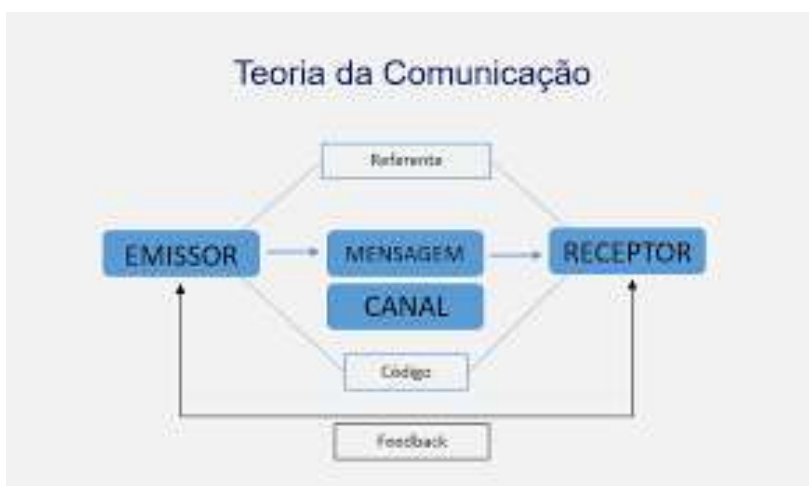 Teoria da Comunicação
Referente
EMISSOR
MENSAGEM
RECEPTOR
CANAL
Código
Feedback